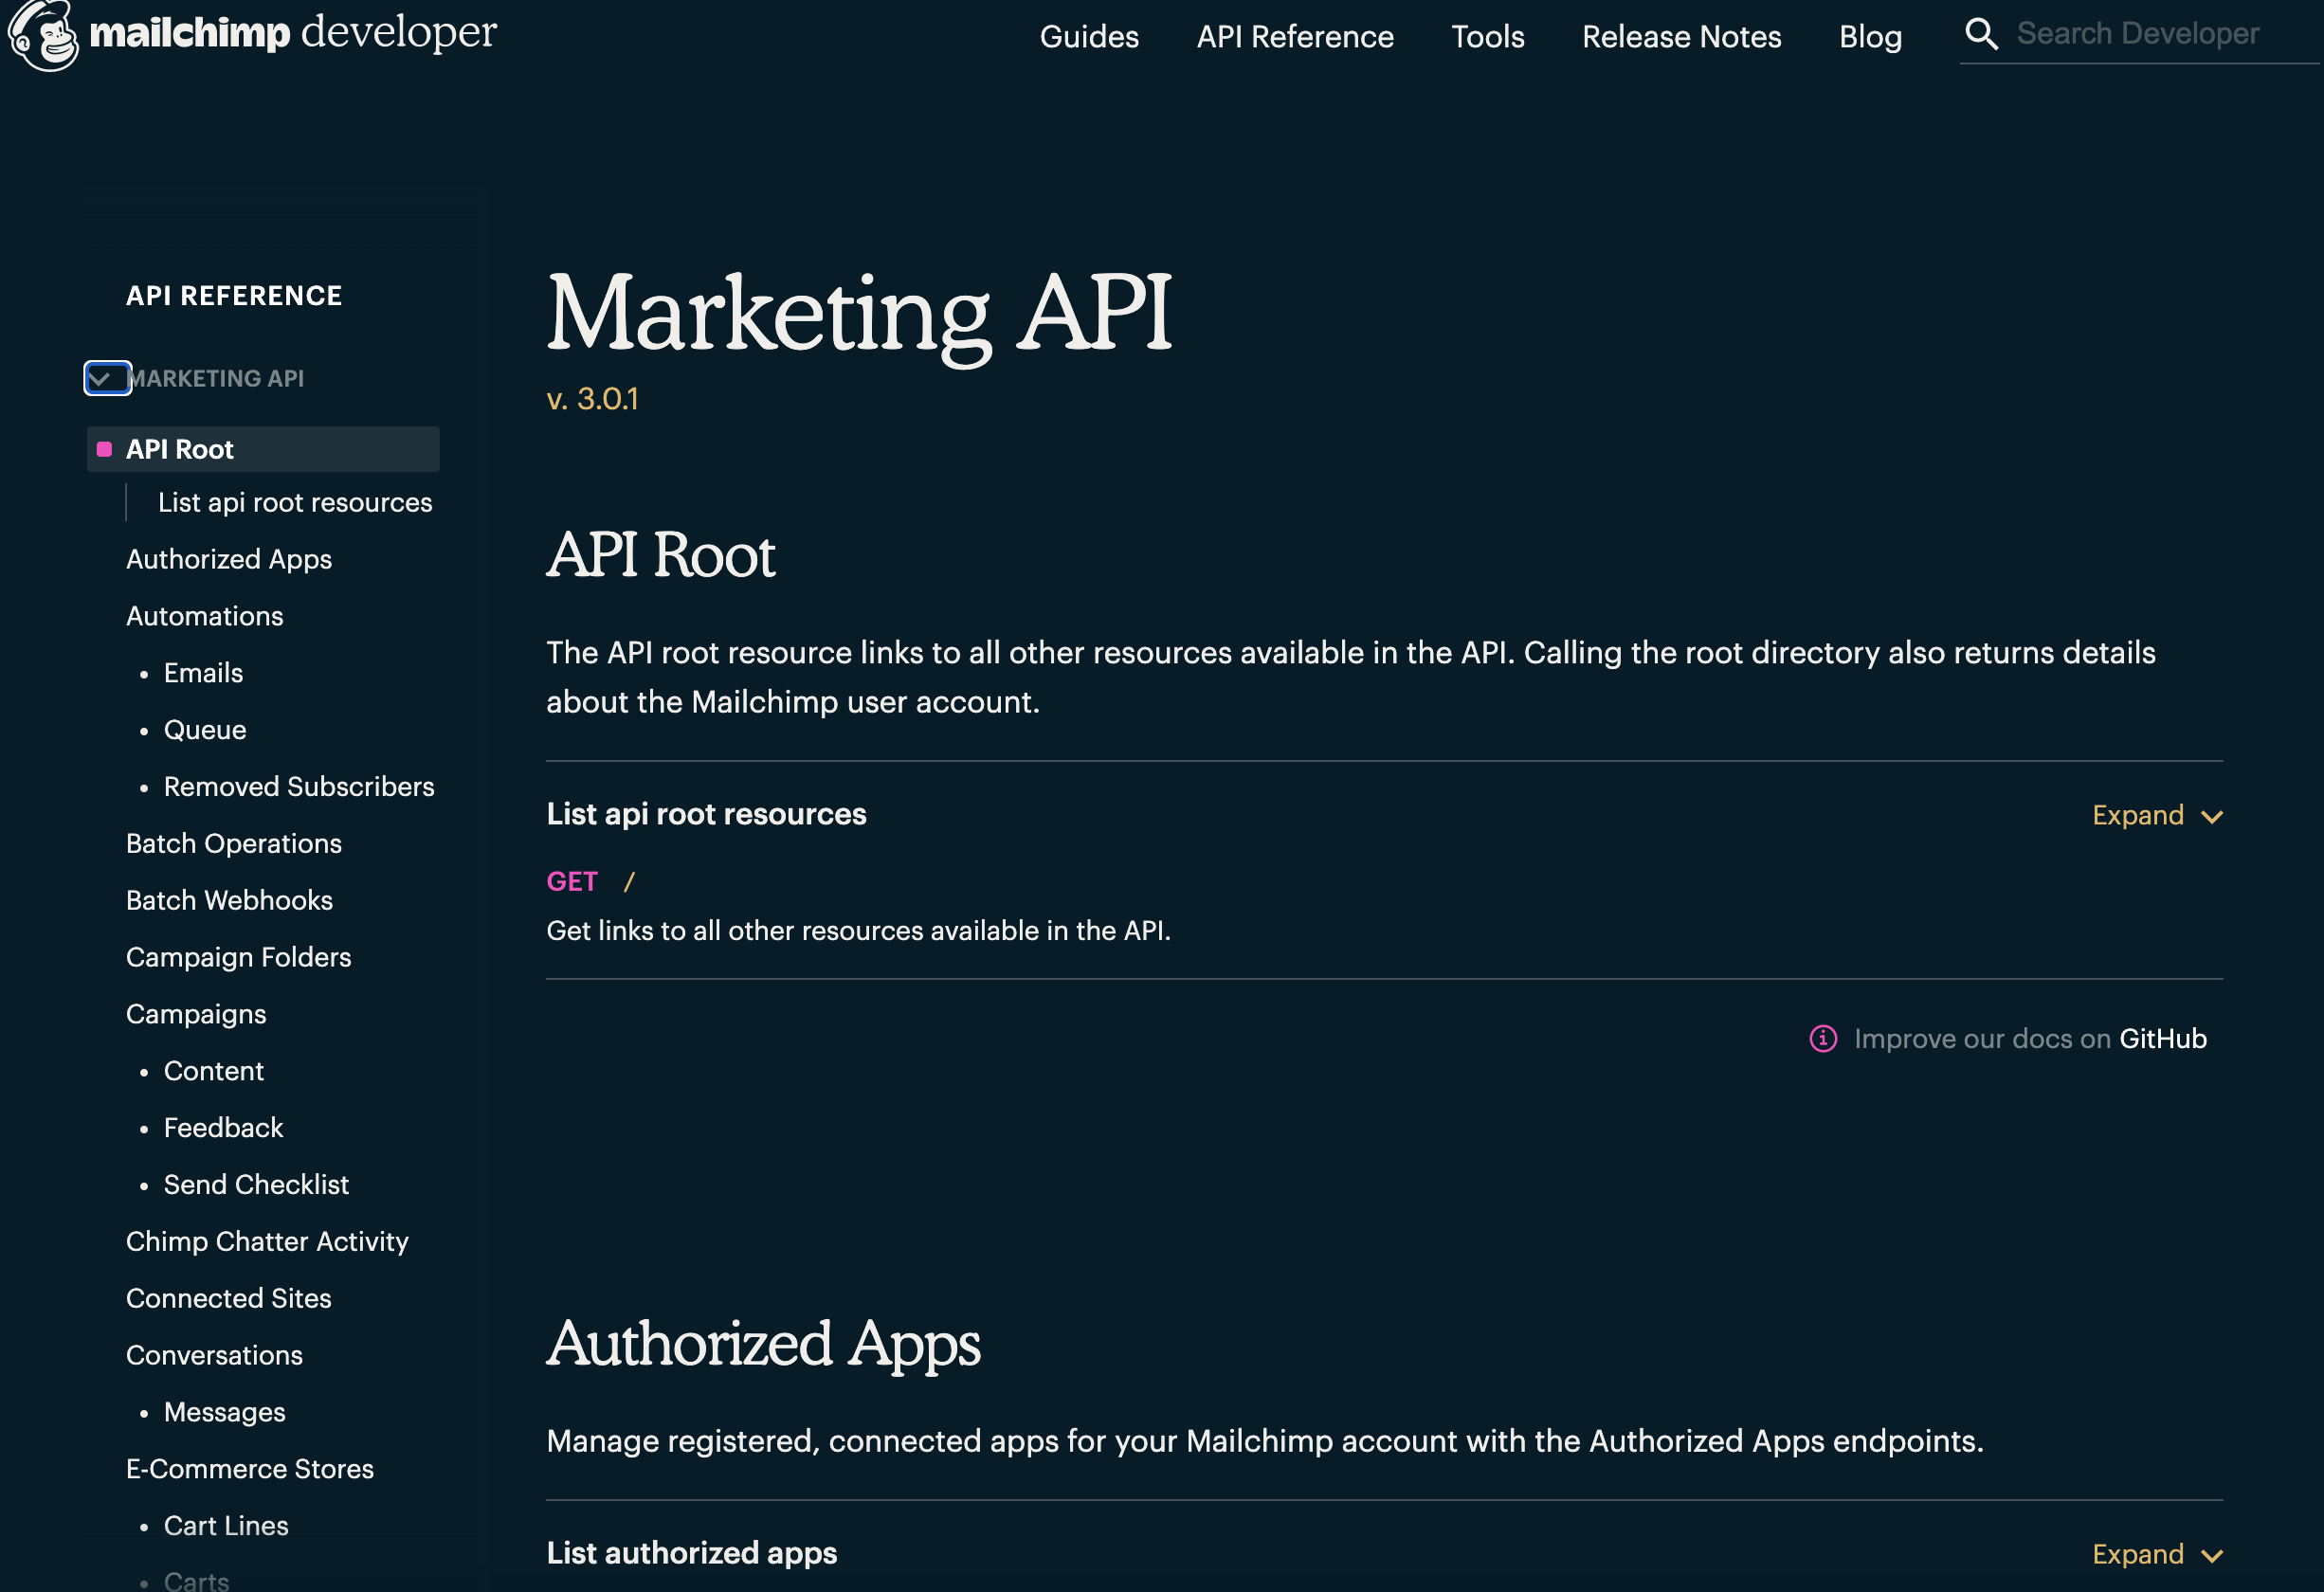 mailchimp developer
Guides
API Reference
Tools
Release Notes
Blog
Search Developer
API REFERENCE
MARKETING API
API Root
List api root resources
Authorized Apps
Automations
• Emails
• Queue
• Removed Subscribers
Batch Operations
Batch Webhooks
Campaign Folders
Campaigns
• Content
• Feedback
• Send Checklist
Chimp Chatter Activity
Connected Sites
Conversations
• Messages
E-Commerce Stores
• Cart Lines
• Carts
Marketing API
v. 3.0.1
API Root
The API root resource links to all other resources available in the API. Calling the root directory also returns details
about the Mailchimp user account.
List api root resources
Expand
GET /
Get links to all other resources available in the API.
Improve our docs on GitHub
Authorized Apps
Manage registered, connected apps for your Mailchimp account with the Authorized Apps endpoints.
List authorized apps
Expand